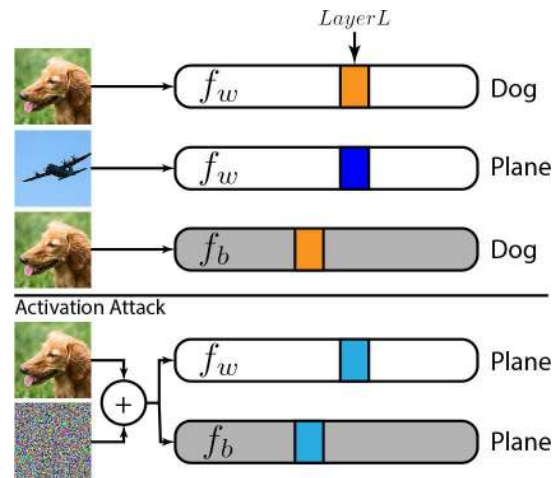 Layer L
f_w
Dog
f_w
Plane
f_b
Dog
Activation Attack
f_w
Plane
+
f_b
Plane